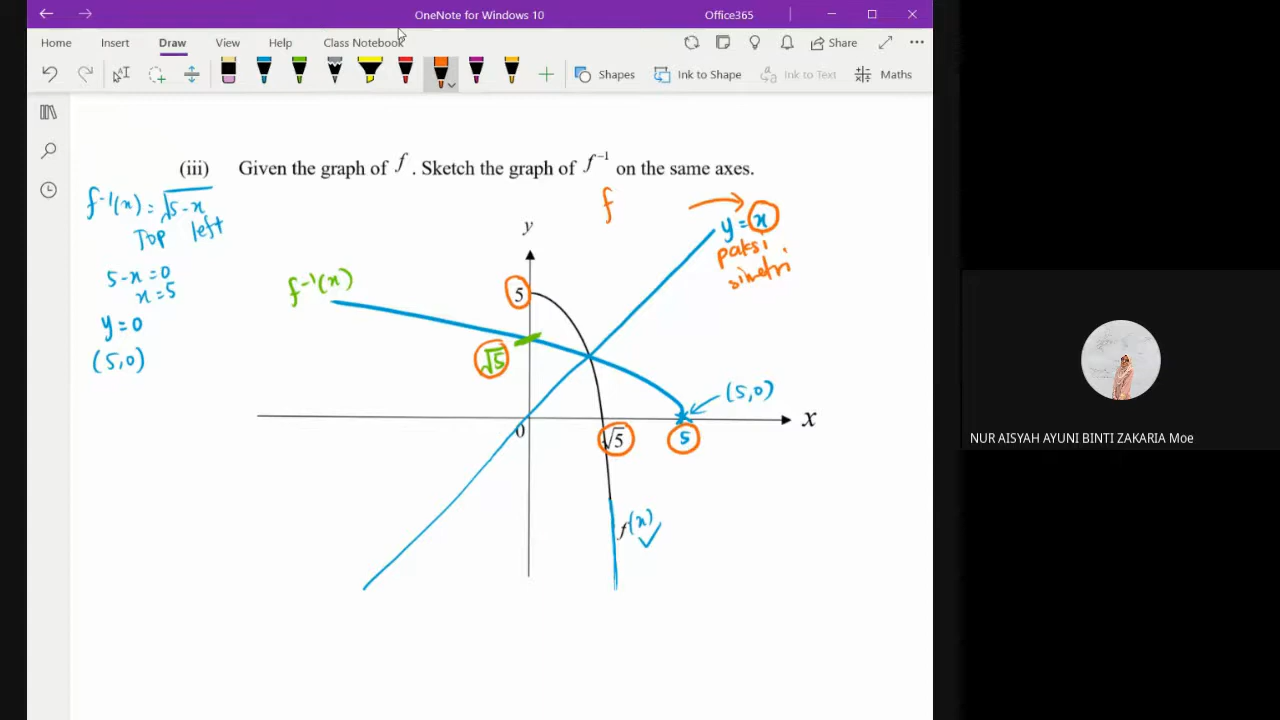 OneNote for Windows 10
Office365
Home Insert Draw View Help Class Notebook
Share
Shapes
Ink to Shape
Ink to Text
Maths
(iii) Given the graph of f. Sketch the graph of f⁻¹ on the same axes.
f⁻¹(x) = √5-x
Top left
5-x=0
x=5
y=0
(5,0)
f
y=x
paksi
simetri
y
f⁻¹(x)
5
√5
(5,0)
x
0
√5
5
f(x)
NUR AISYAH AYUNI BINTI ZAKARIA Moe